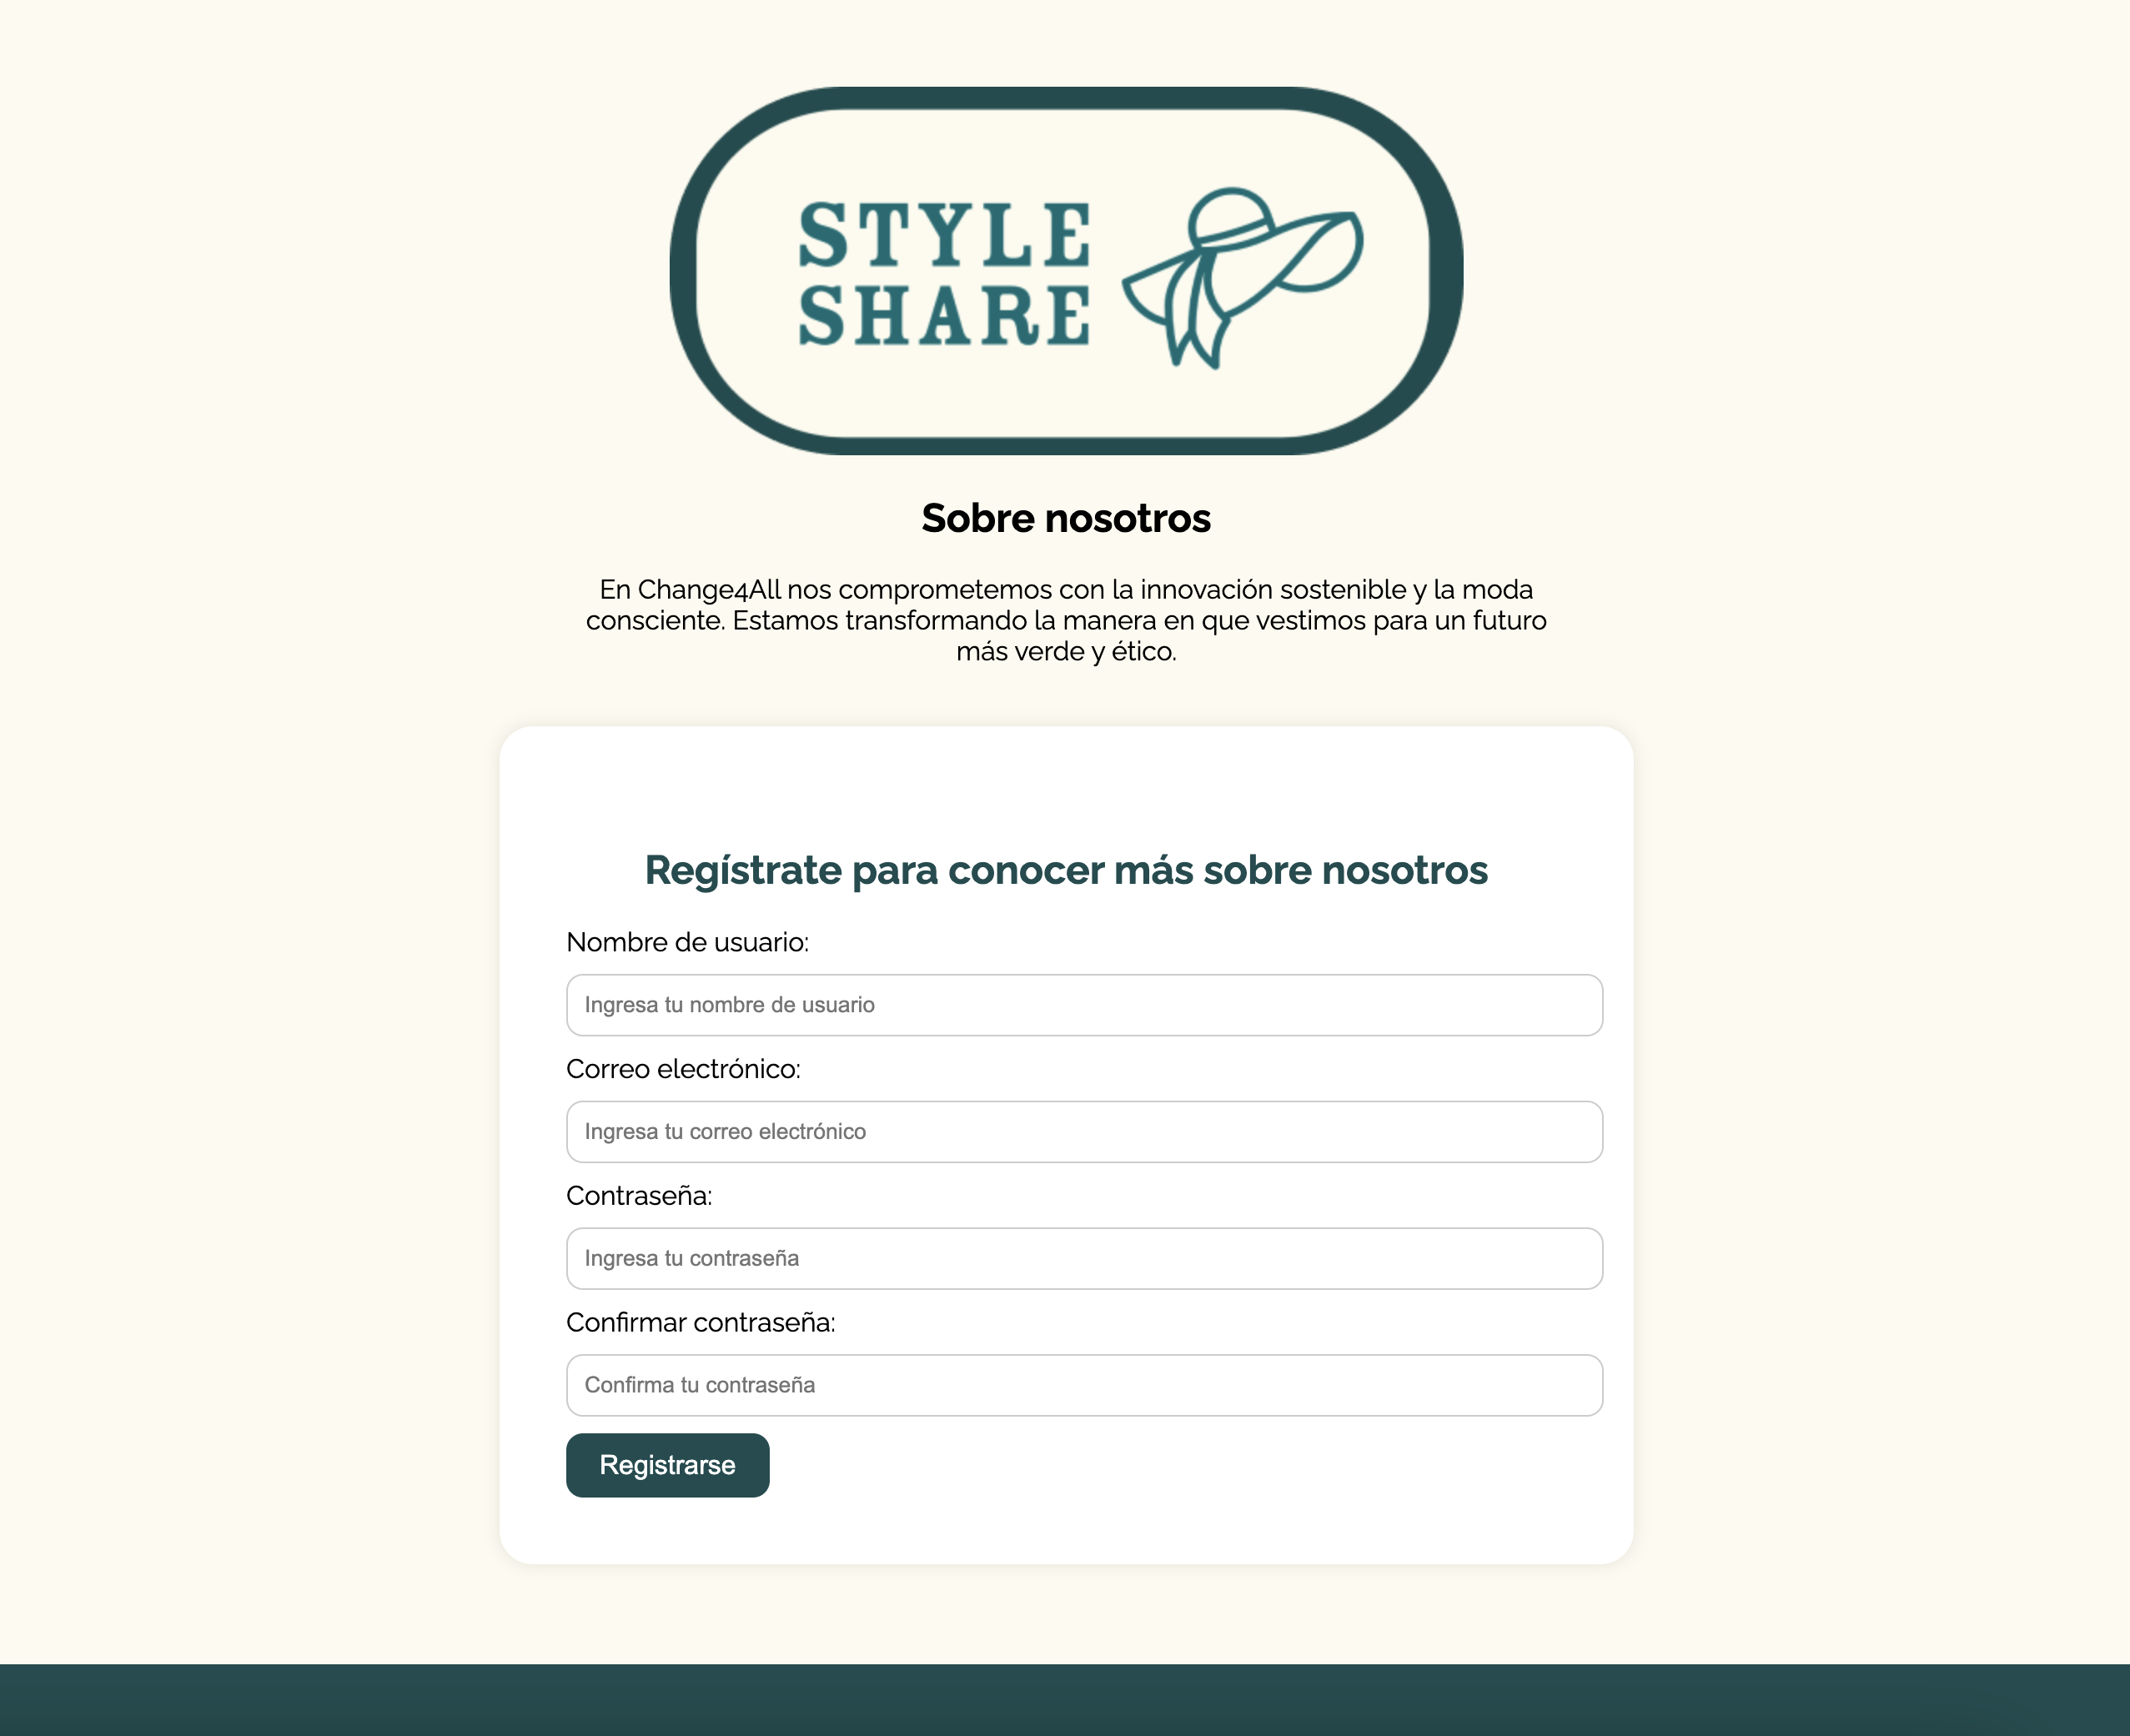 STYLE
SHARE
Sobre nosotros
En Change4All nos comprometemos con la innovación sostenible y la moda
consciente. Estamos transformando la manera en que vestimos para un futuro
más verde y ético.
Regístrate para conocer más sobre nosotros
Nombre de usuario:
Ingresa tu nombre de usuario
Correo electrónico:
Ingresa tu correo electrónico
Contraseña:
Ingresa tu contraseña
Confirmar contraseña:
Confirma tu contraseña
Registrarse